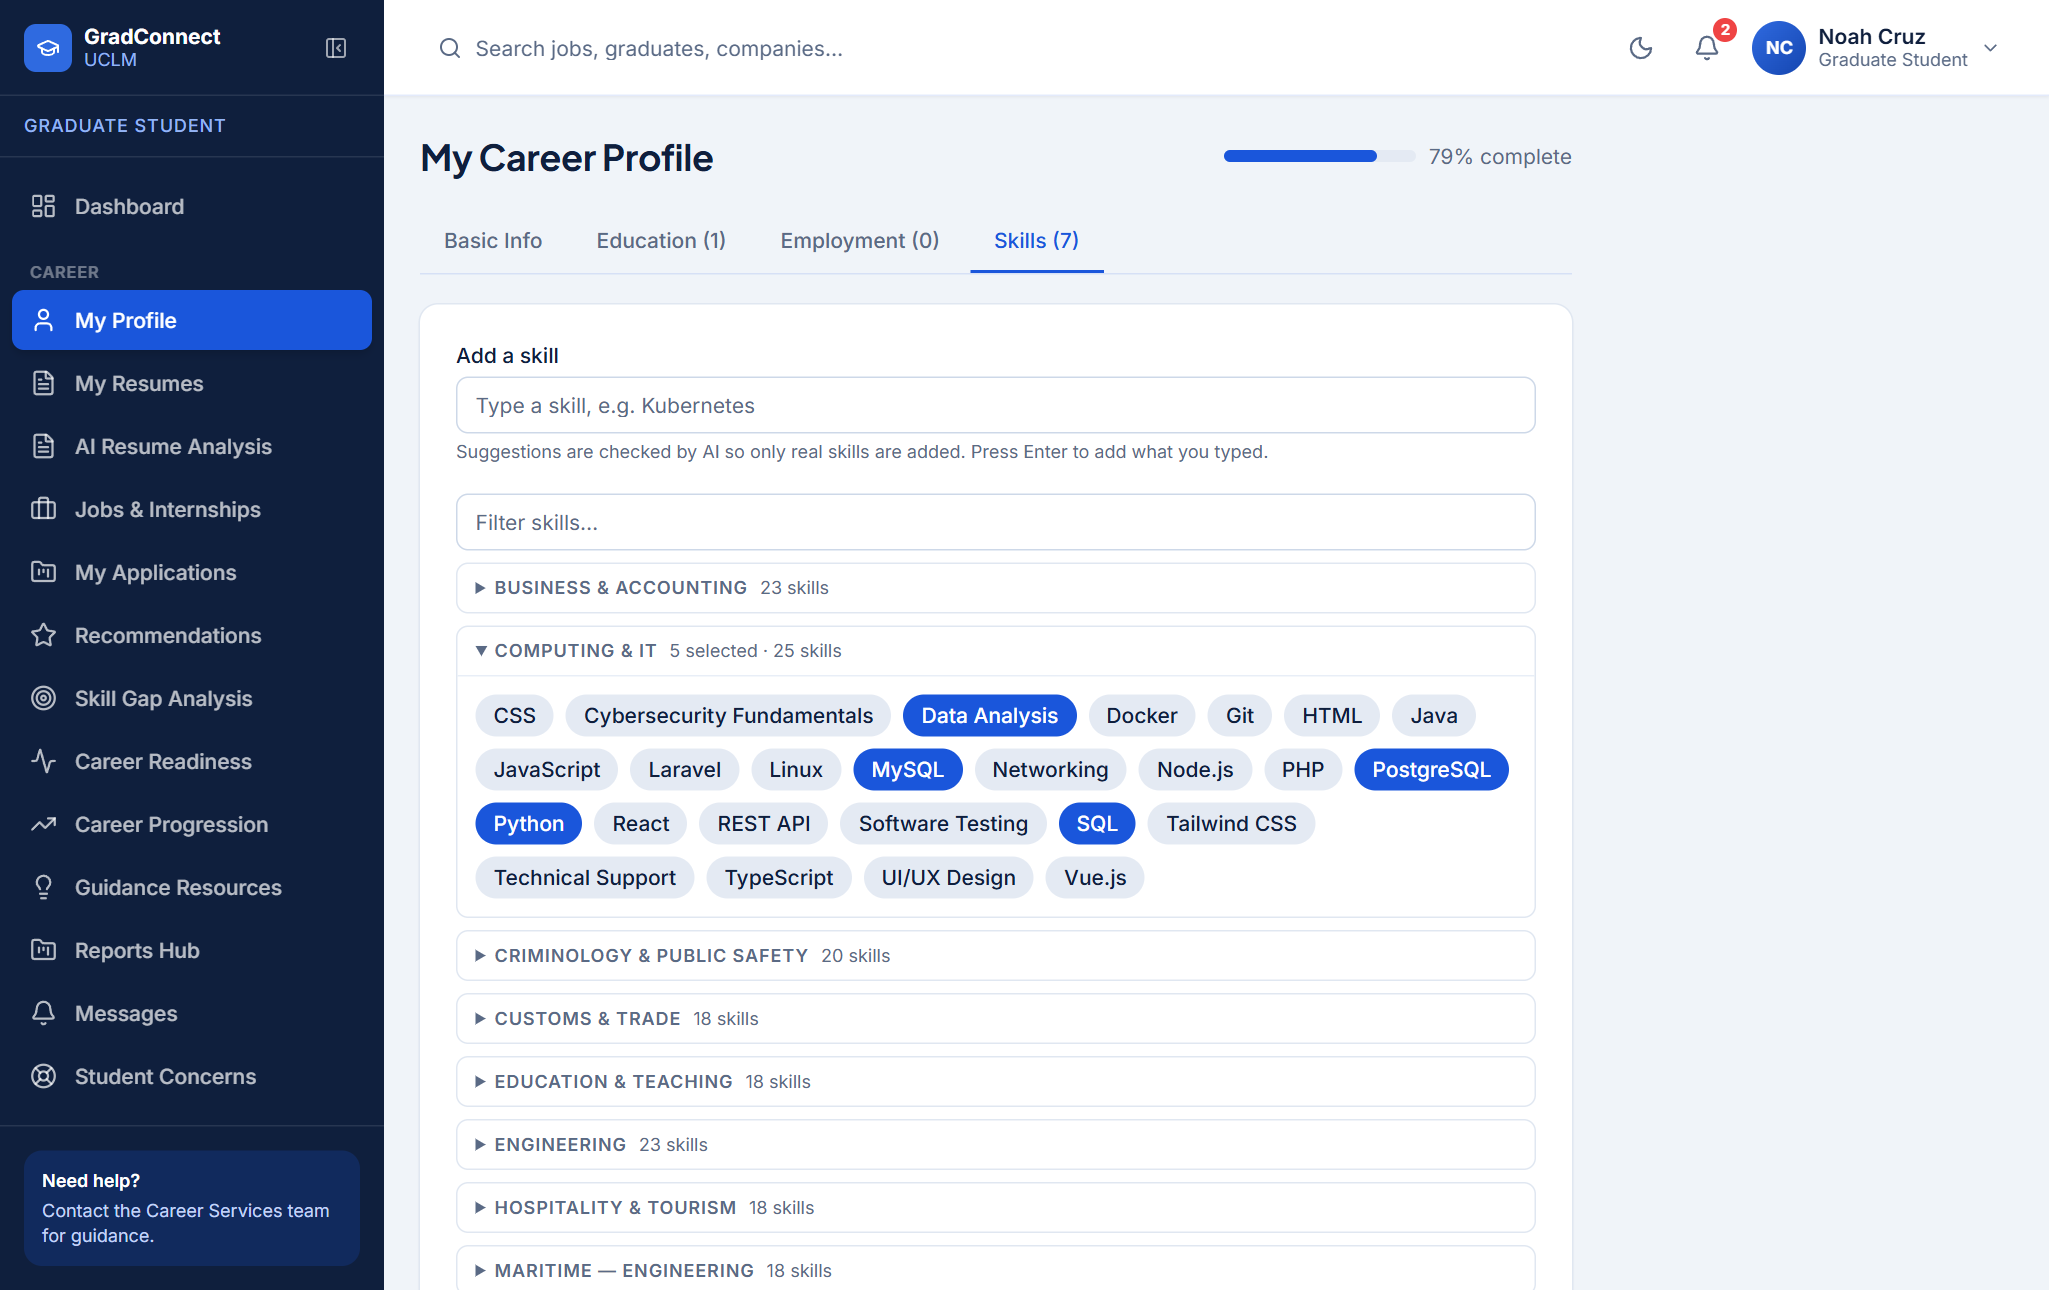 GradConnect
UCLM
GRADUATE STUDENT
Dashboard
CAREER
My Profile
My Resumes
AI Resume Analysis
Jobs & Internships
My Applications
Recommendations
Skill Gap Analysis
Career Readiness
Career Progression
Guidance Resources
Reports Hub
Messages
Student Concerns
Need help?
Contact the Career Services team
for guidance.
Search jobs, graduates, companies...
2
NC
Noah Cruz
Graduate Student
My Career Profile
79% complete
Basic Info
Education (1)
Employment (0)
Skills (7)
Add a skill
Type a skill, e.g. Kubernetes
Suggestions are checked by AI so only real skills are added. Press Enter to add what you typed.
Filter skills...
BUSINESS & ACCOUNTING 23 skills
COMPUTING & IT 5 selected · 25 skills
CSS Cybersecurity Fundamentals Data Analysis Docker Git HTML Java
JavaScript Laravel Linux MySQL Networking Node.js PHP PostgreSQL
Python React REST API Software Testing SQL Tailwind CSS
Technical Support TypeScript UI/UX Design Vue.js
CRIMINOLOGY & PUBLIC SAFETY 20 skills
CUSTOMS & TRADE 18 skills
EDUCATION & TEACHING 18 skills
ENGINEERING 23 skills
HOSPITALITY & TOURISM 18 skills
MARITIME — ENGINEERING 18 skills